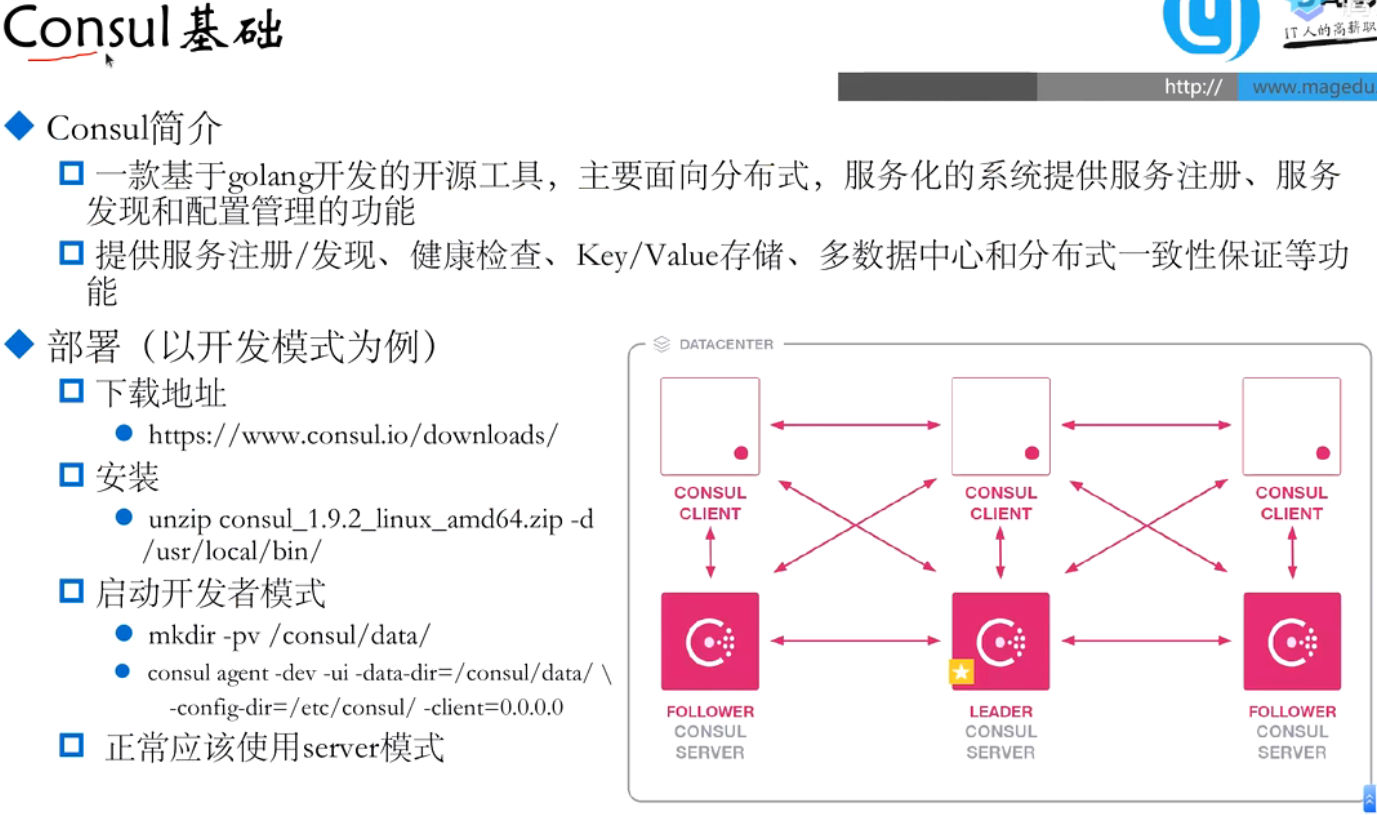 Consul基础
IT人的高薪职
http://
www.magedu.
Consul简介
一款基于golang开发的开源工具，主要面向分布式，服务化的系统提供服务注册、服务
发现和配置管理的功能
提供服务注册/发现、健康检查、Key/Value存储、多数据中心和分布式一致性保证等功
能
部署（以开发模式为例）
下载地址
https://www.consul.io/downloads/
安装
unzip consul_1.9.2_linux_amd64.zip -d
/usr/local/bin/
启动开发者模式
mkdir -pv /consul/data/
consul agent -dev -ui -data-dir=/consul/data/ \
-config-dir=/etc/consul/ -client=0.0.0.0
正常应该使用server模式
DATACENTER
CONSUL
CLIENT
CONSUL
CLIENT
CONSUL
CLIENT
FOLLOWER
CONSUL
SERVER
LEADER
CONSUL
SERVER
FOLLOWER
CONSUL
SERVER